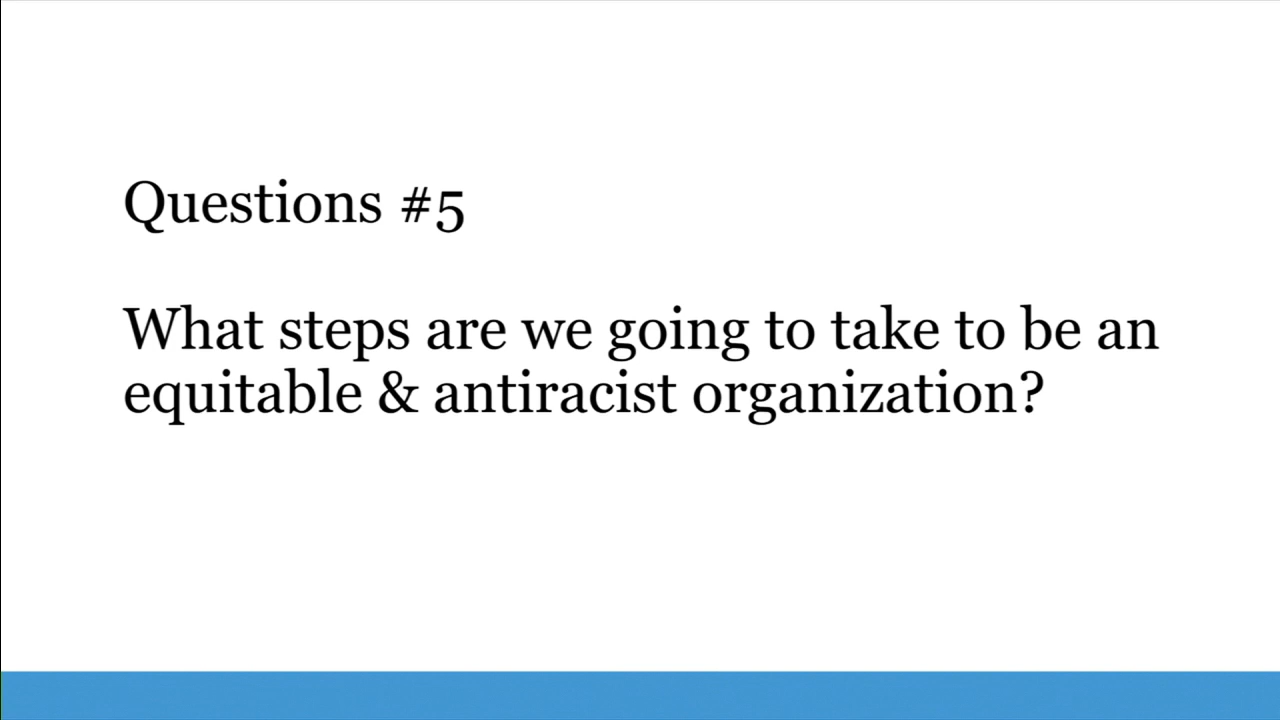 Questions #5
What steps are we going to take to be an
equitable & antiracist organization?